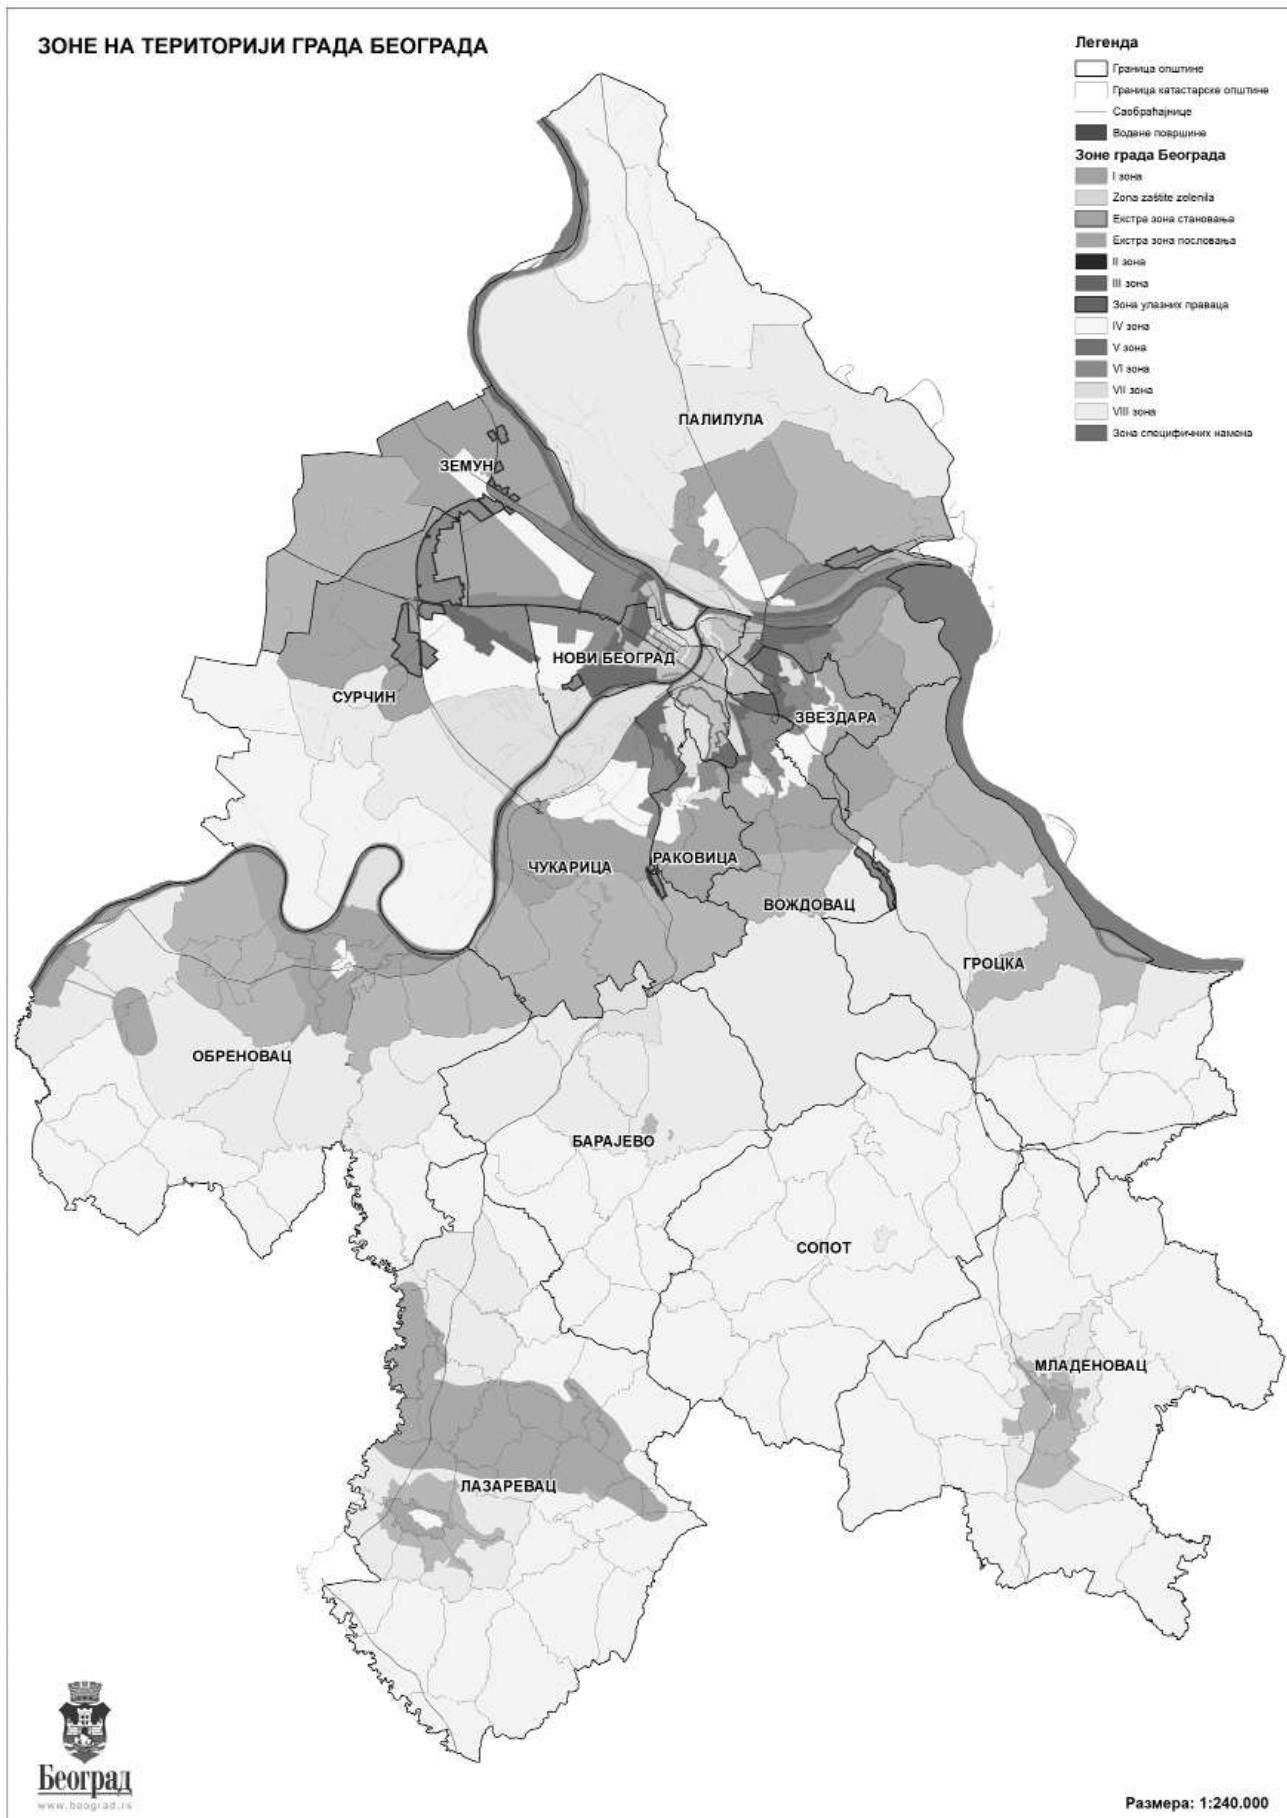 ЗОНЕ НА ТЕРИТОРИЈИ ГРАДА БЕОГРАДА
Легенда
Граница општине
Граница катастарске општине
Саобраћајнице
Водене површине
Зоне града Београда
I зона
Zona zaštite zelenila
Екстра зона становања
Екстра зона пословања
II зона
III зона
Зона улазних праваца
IV зона
V зона
VI зона
VII зона
VIII зона
Зона специфичних намена
ПАЛИЛУЛА
ЗЕМУН
НОВИ БЕОГРАД
СУРЧИН
ЗВЕЗДАРА
ЧУКАРИЦА
РАКОВИЦА
ВОЖДОВАЦ
ГРОЦКА
ОБРЕНОВАЦ
БАРАЈЕВО
СОПОТ
МЛАДЕНОВАЦ
ЛАЗАРЕВАЦ
Београд
www.beograd.rs
Размера: 1:240.000